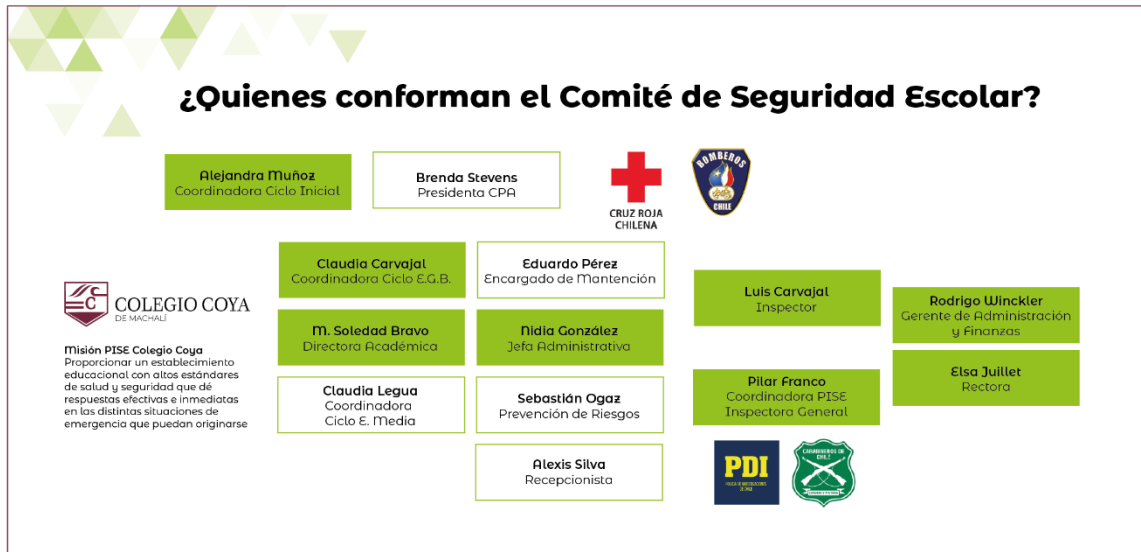 ¿Quienes conforman el Comité de Seguridad Escolar?
Alejandra Muñoz
Coordinadora Ciclo Inicial
Brenda Stevens
Presidenta CPA
CRUZ ROJA
CHILENA
BOMBEROS
CHILE
Claudia Carvajal
Coordinadora Ciclo E.G.B.
Eduardo Pérez
Encargado de Mantención
Luis Carvajal
Inspector
Rodrigo Winckler
Gerente de Administración
y Finanzas
COLEGIO COYA
DE MACHALÍ
M. Soledad Bravo
Directora Académica
Nidia González
Jefa Administrativa
Misión PISE Colegio Coya
Proporcionar un establecimiento
educacional con altos estándares
de salud y seguridad que dé
respuestas efectivas e inmediatas
en las distintas situaciones de
emergencia que puedan originarse
Elsa Juillet
Rectora
Claudia Legua
Coordinadora
Ciclo E. Media
Sebastián Ogaz
Prevención de Riesgos
Pilar Franco
Coordinadora PISE
Inspectora General
Alexis Silva
Recepcionista
PDI
CARABINEROS DE
CHILE